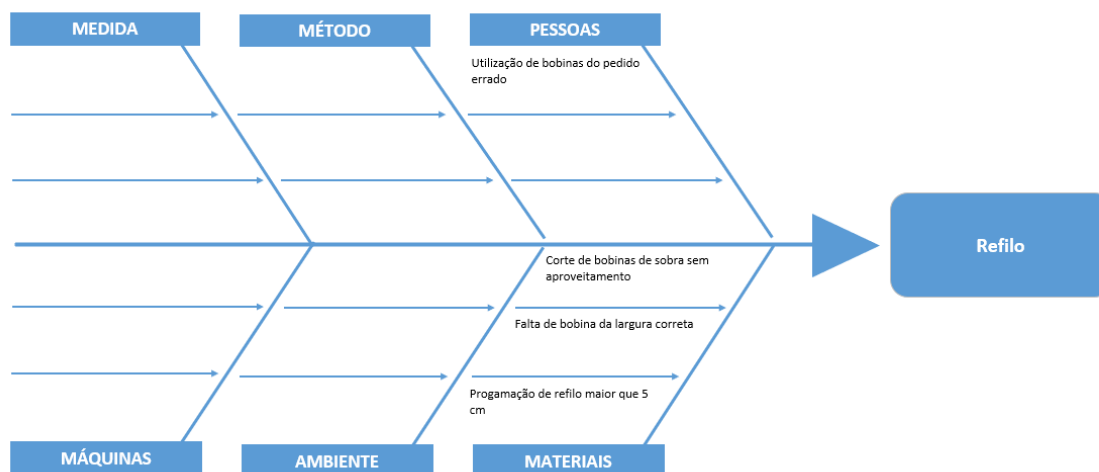 MEDIDA
MÉTODO
PESSOAS
Utilização de bobinas do pedido
errado
Refilo
Corte de bobinas de sobra sem
aproveitamento
Falta de bobina da largura correta
Progamação de refilo maior que 5
cm
MÁQUINAS
AMBIENTE
MATERIAIS